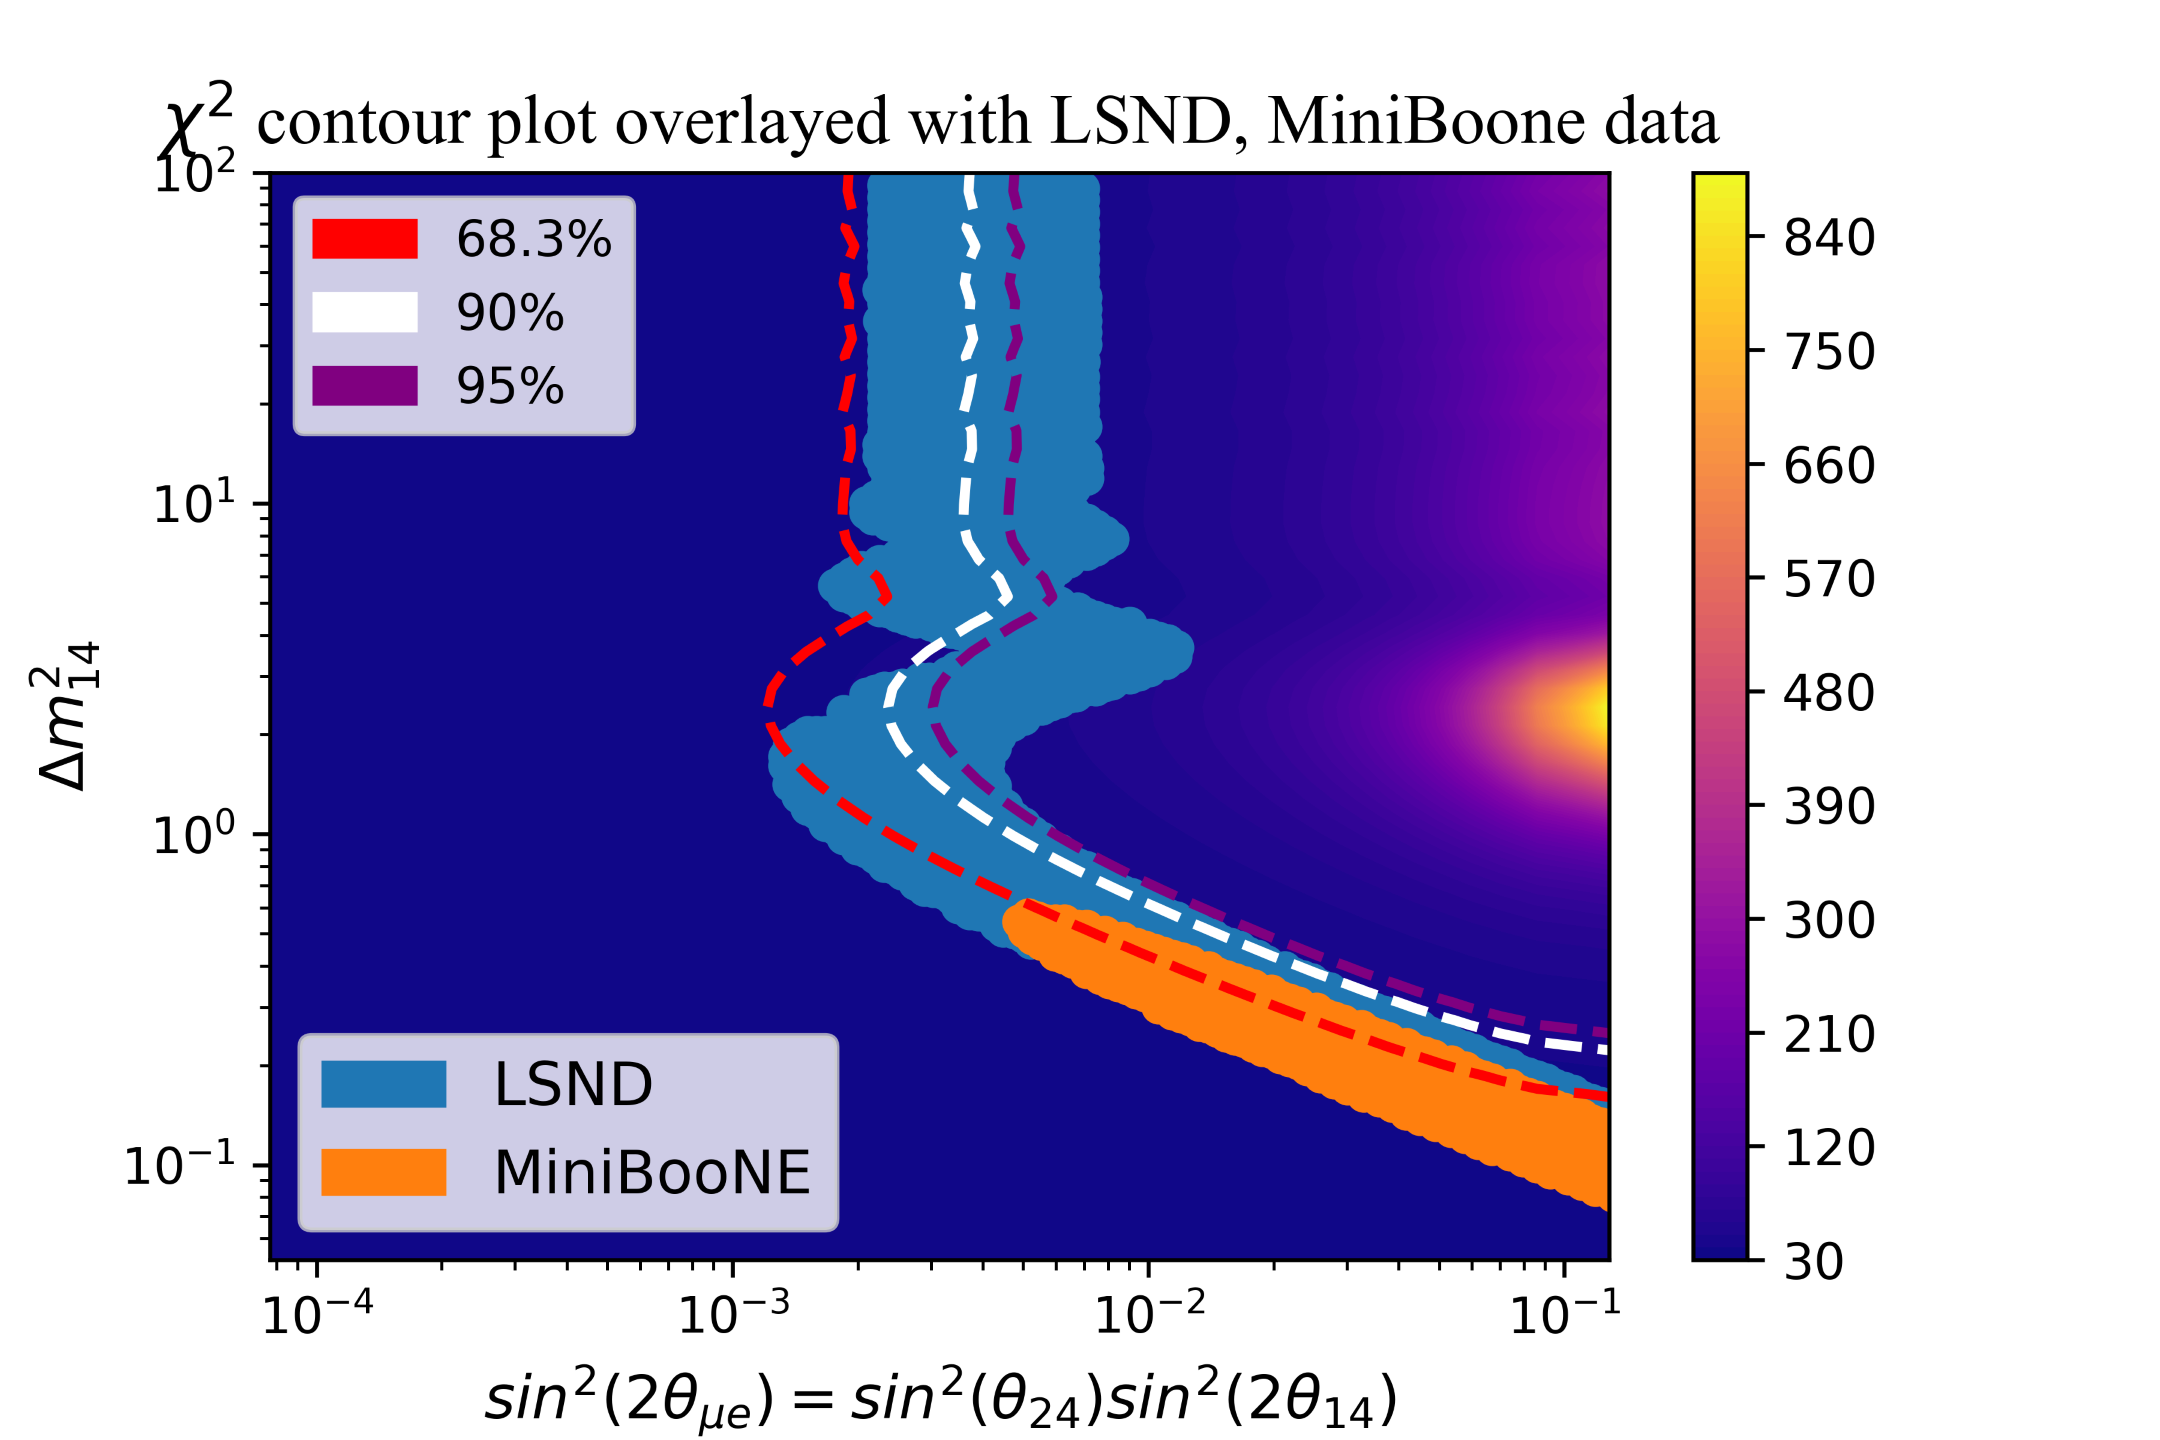 χ² contour plot overlayed with LSND, MiniBoone data
10²
10¹
10⁰
10⁻¹
Δm²₁₄
68.3%
90%
95%
LSND
MiniBooNE
10⁻⁴ 10⁻³ 10⁻² 10⁻¹
sin²(2θ_μe) = sin²(θ₂₄)sin²(2θ₁₄)
840
750
660
570
480
390
300
210
120
30